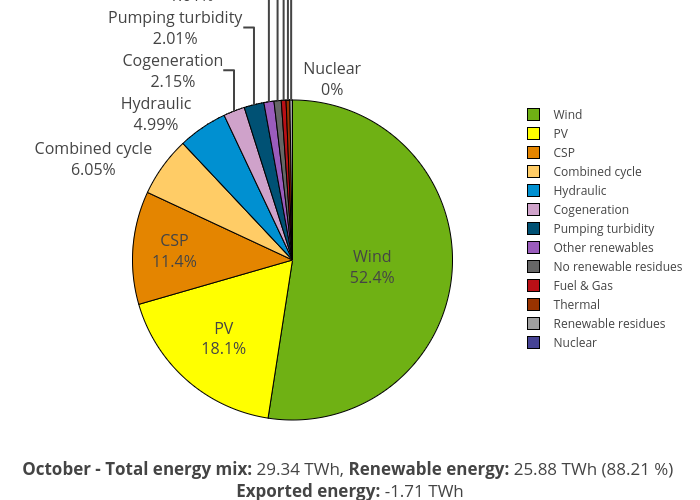 Pumping turbidity
2.01%
Cogeneration
2.15%
Nuclear
0%
Hydraulic
4.99%
Combined cycle
6.05%
CSP
11.4%
Wind
52.4%
PV
18.1%
Wind
PV
CSP
Combined cycle
Hydraulic
Cogeneration
Pumping turbidity
Other renewables
No renewable residues
Fuel & Gas
Thermal
Renewable residues
Nuclear
October - Total energy mix: 29.34 TWh, Renewable energy: 25.88 TWh (88.21 %)
Exported energy: -1.71 TWh